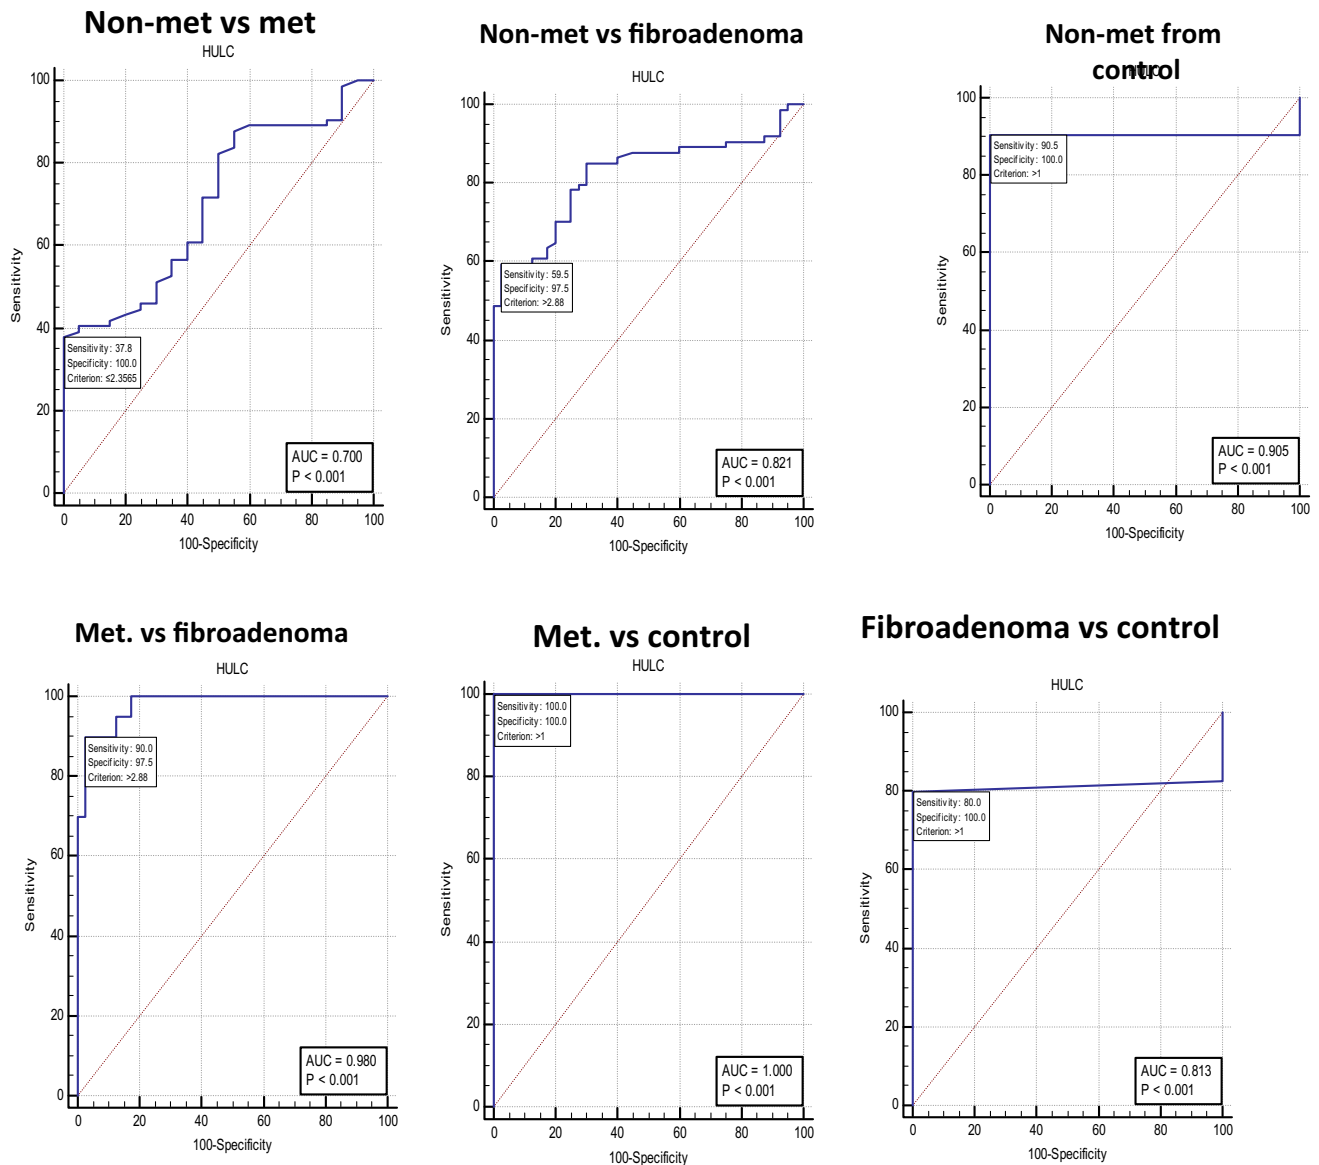 Non-met vs met
HULC
100
80
60
40
20
0
Sensitivity
Sensitivity: 37.8
Specificity: 100.0
Criterion: ≤2.3565
AUC = 0.700
P < 0.001
0 20 40 60 80 100
100-Specificity
Non-met vs fibroadenoma
HULC
100
80
60
40
20
0
Sensitivity
Sensitivity: 59.5
Specificity: 97.5
Criterion: >2.88
AUC = 0.821
P < 0.001
0 20 40 60 80 100
100-Specificity
Non-met from
control
HULC
100
80
60
40
20
0
Sensitivity
Sensitivity: 90.5
Specificity: 100.0
Criterion: >1
AUC = 0.905
P < 0.001
0 20 40 60 80 100
100-Specificity
Met. vs fibroadenoma
HULC
100
80
60
40
20
0
Sensitivity
Sensitivity: 90.0
Specificity: 97.5
Criterion: >2.88
AUC = 0.980
P < 0.001
0 20 40 60 80 100
100-Specificity
Met. vs control
HULC
100
80
60
40
20
0
Sensitivity
Sensitivity: 100.0
Specificity: 100.0
Criterion: >1
AUC = 1.000
P < 0.001
0 20 40 60 80 100
100-Specificity
Fibroadenoma vs control
HULC
100
80
60
40
20
0
Sensitivity
Sensitivity: 80.0
Specificity: 100.0
Criterion: >1
AUC = 0.813
P < 0.001
0 20 40 60 80 100
100-Specificity